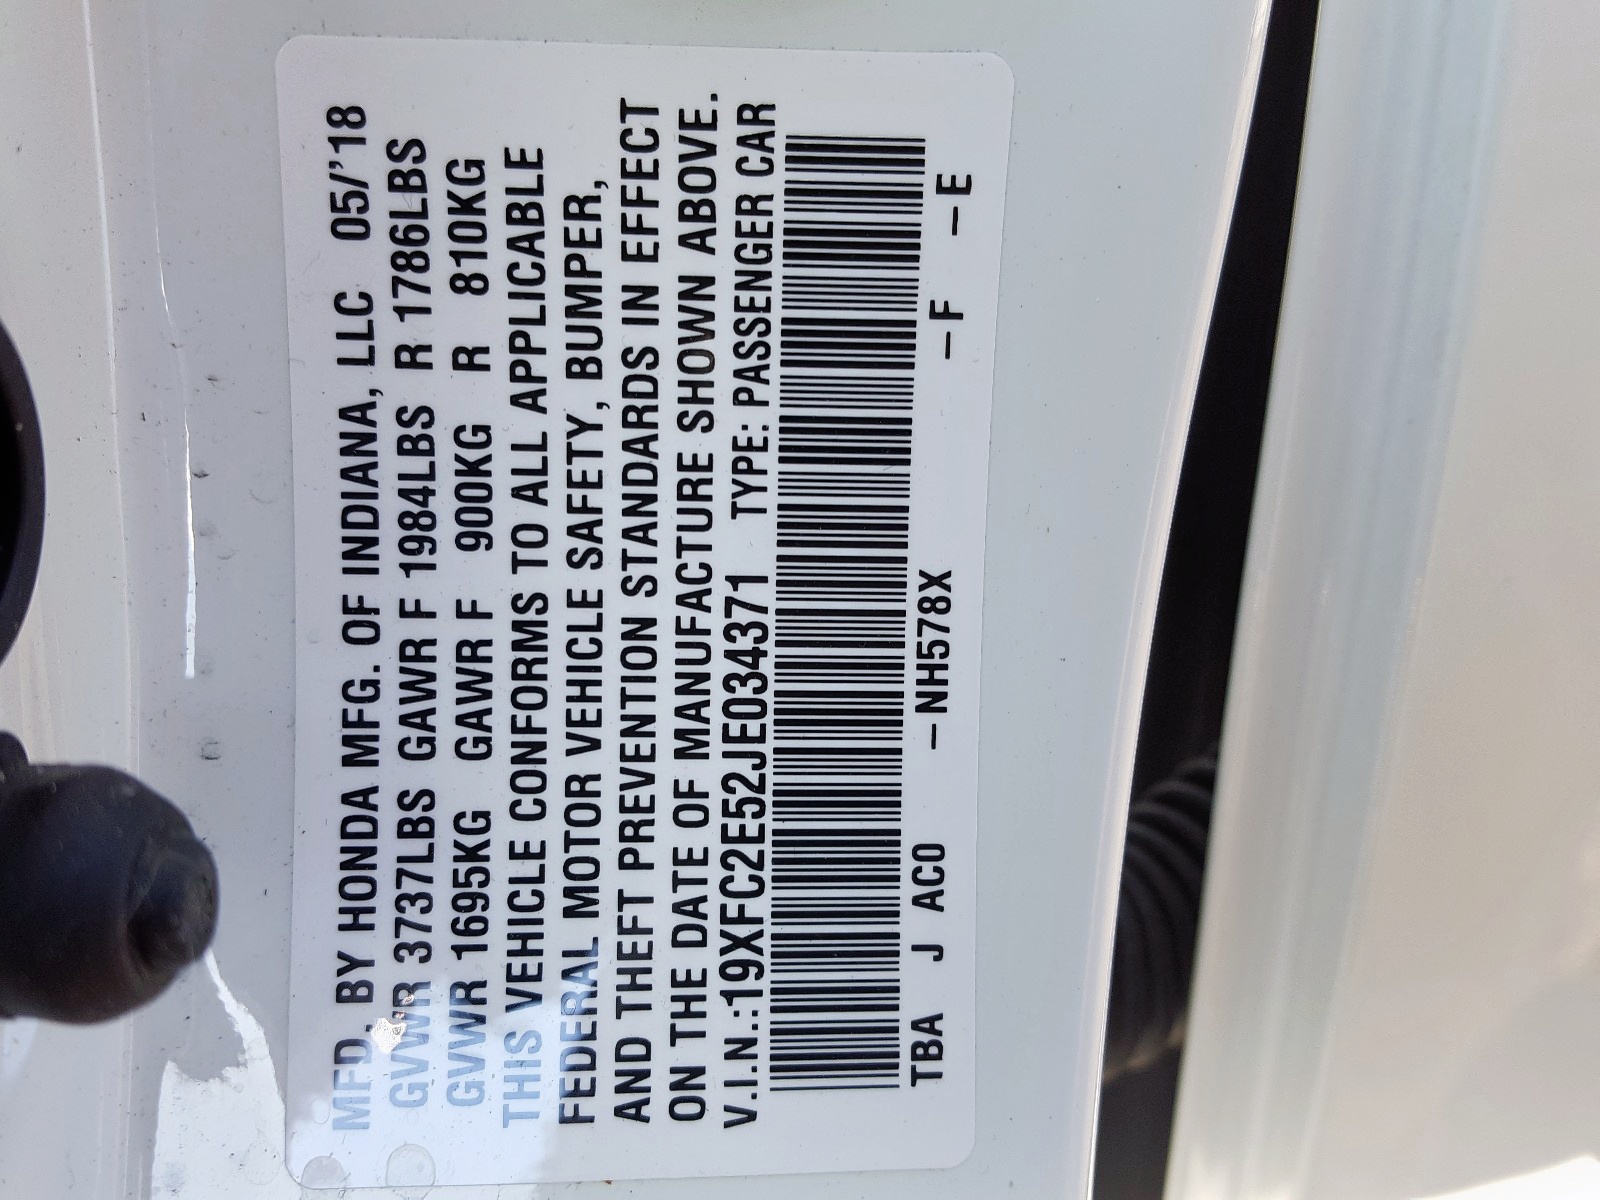 MFD. BY HONDA MFG. OF INDIANA, LLC 05/'18
GVWR 3737LBS GAWR F 1984LBS R 1786LBS
GVWR 1695KG GAWR F 900KG R 810KG
THIS VEHICLE CONFORMS TO ALL APPLICABLE
FEDERAL MOTOR VEHICLE SAFETY, BUMPER,
AND THEFT PREVENTION STANDARDS IN EFFECT
ON THE DATE OF MANUFACTURE SHOWN ABOVE.
V.I.N.:19XFC2E52JE034371 TYPE: PASSENGER CAR
TBA J AC0 –NH578X –F –E